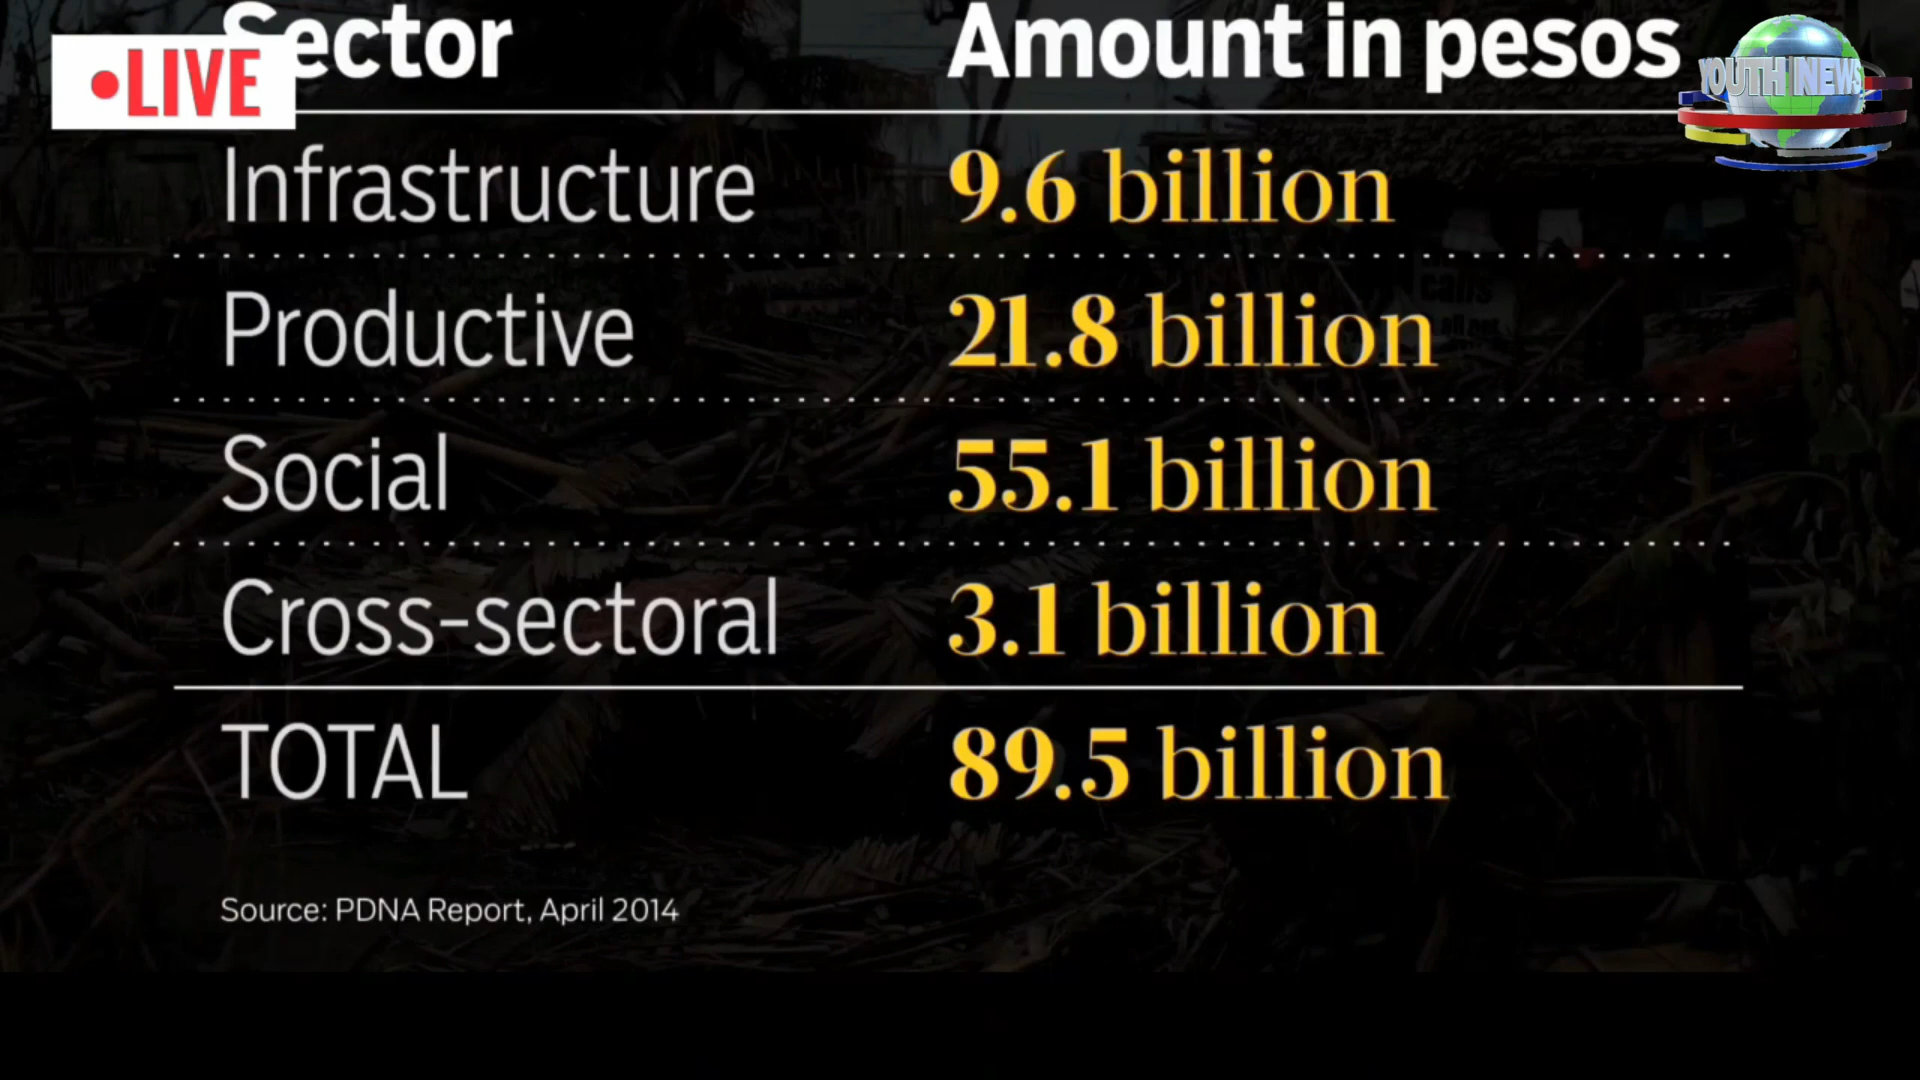 Sector Amount in pesos
•LIVE
YOUTH NEWS
Infrastructure 9.6 billion
Productive 21.8 billion
Social 55.1 billion
Cross-sectoral 3.1 billion
TOTAL 89.5 billion
Source: PDNA Report, April 2014